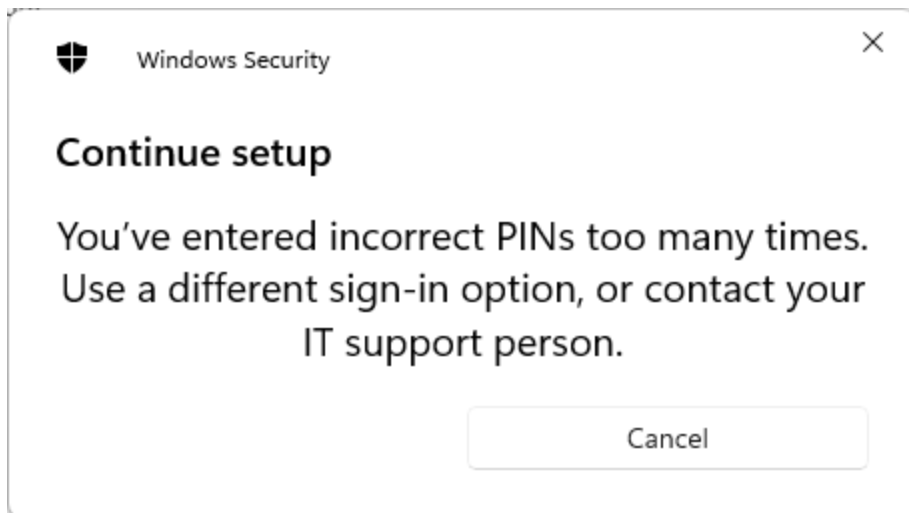 Windows Security
Continue setup
You’ve entered incorrect PINs too many times.
Use a different sign-in option, or contact your
IT support person.
Cancel